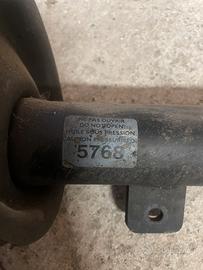 NE PAS OUVRIR
DO NOT OPEN
HUILE SOUS PRESSION
5768